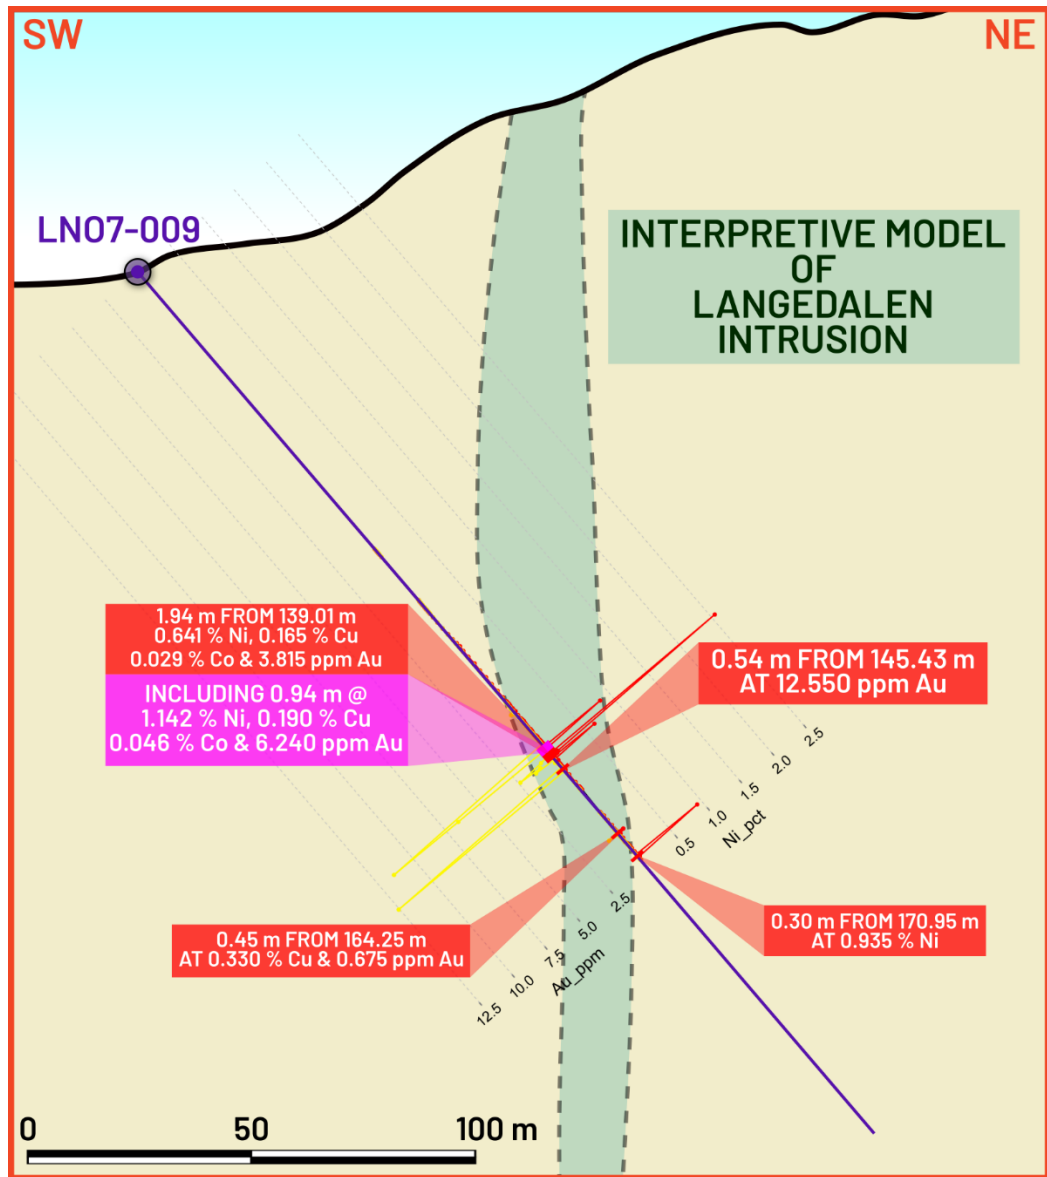 SW
NE
LN07-009
INTERPRETIVE MODEL
OF
LANGEDALEN
INTRUSION
1.94 m FROM 139.01 m
0.641 % Ni, 0.165 % Cu
0.029 % Co & 3.815 ppm Au
INCLUDING 0.94 m @
1.142 % Ni, 0.190 % Cu
0.046 % Co & 6.240 ppm Au
0.54 m FROM 145.43 m
AT 12.550 ppm Au
2.5
2.0
1.5
1.0
0.5
Ni_pct
2.5
5.0
7.5
10.0
12.5
Au_ppm
0.45 m FROM 164.25 m
AT 0.330 % Cu & 0.675 ppm Au
0.30 m FROM 170.95 m
AT 0.935 % Ni
0 50 100 m